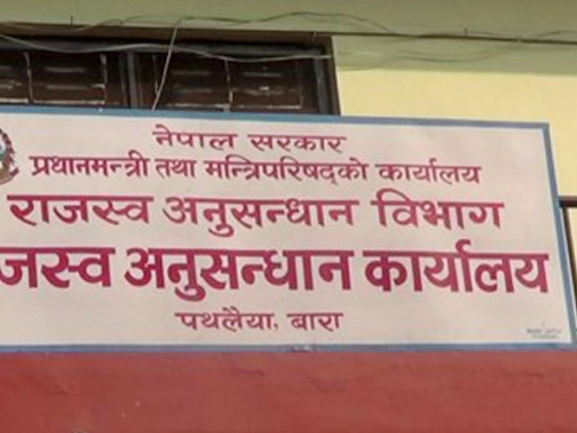 नेपाल सरकार
प्रधानमन्त्री तथा मन्त्रिपरिषद्को कार्यालय
राजस्व अनुसन्धान विभाग
जस्व अनुसन्धान कार्यालय
पथलैया, बारा